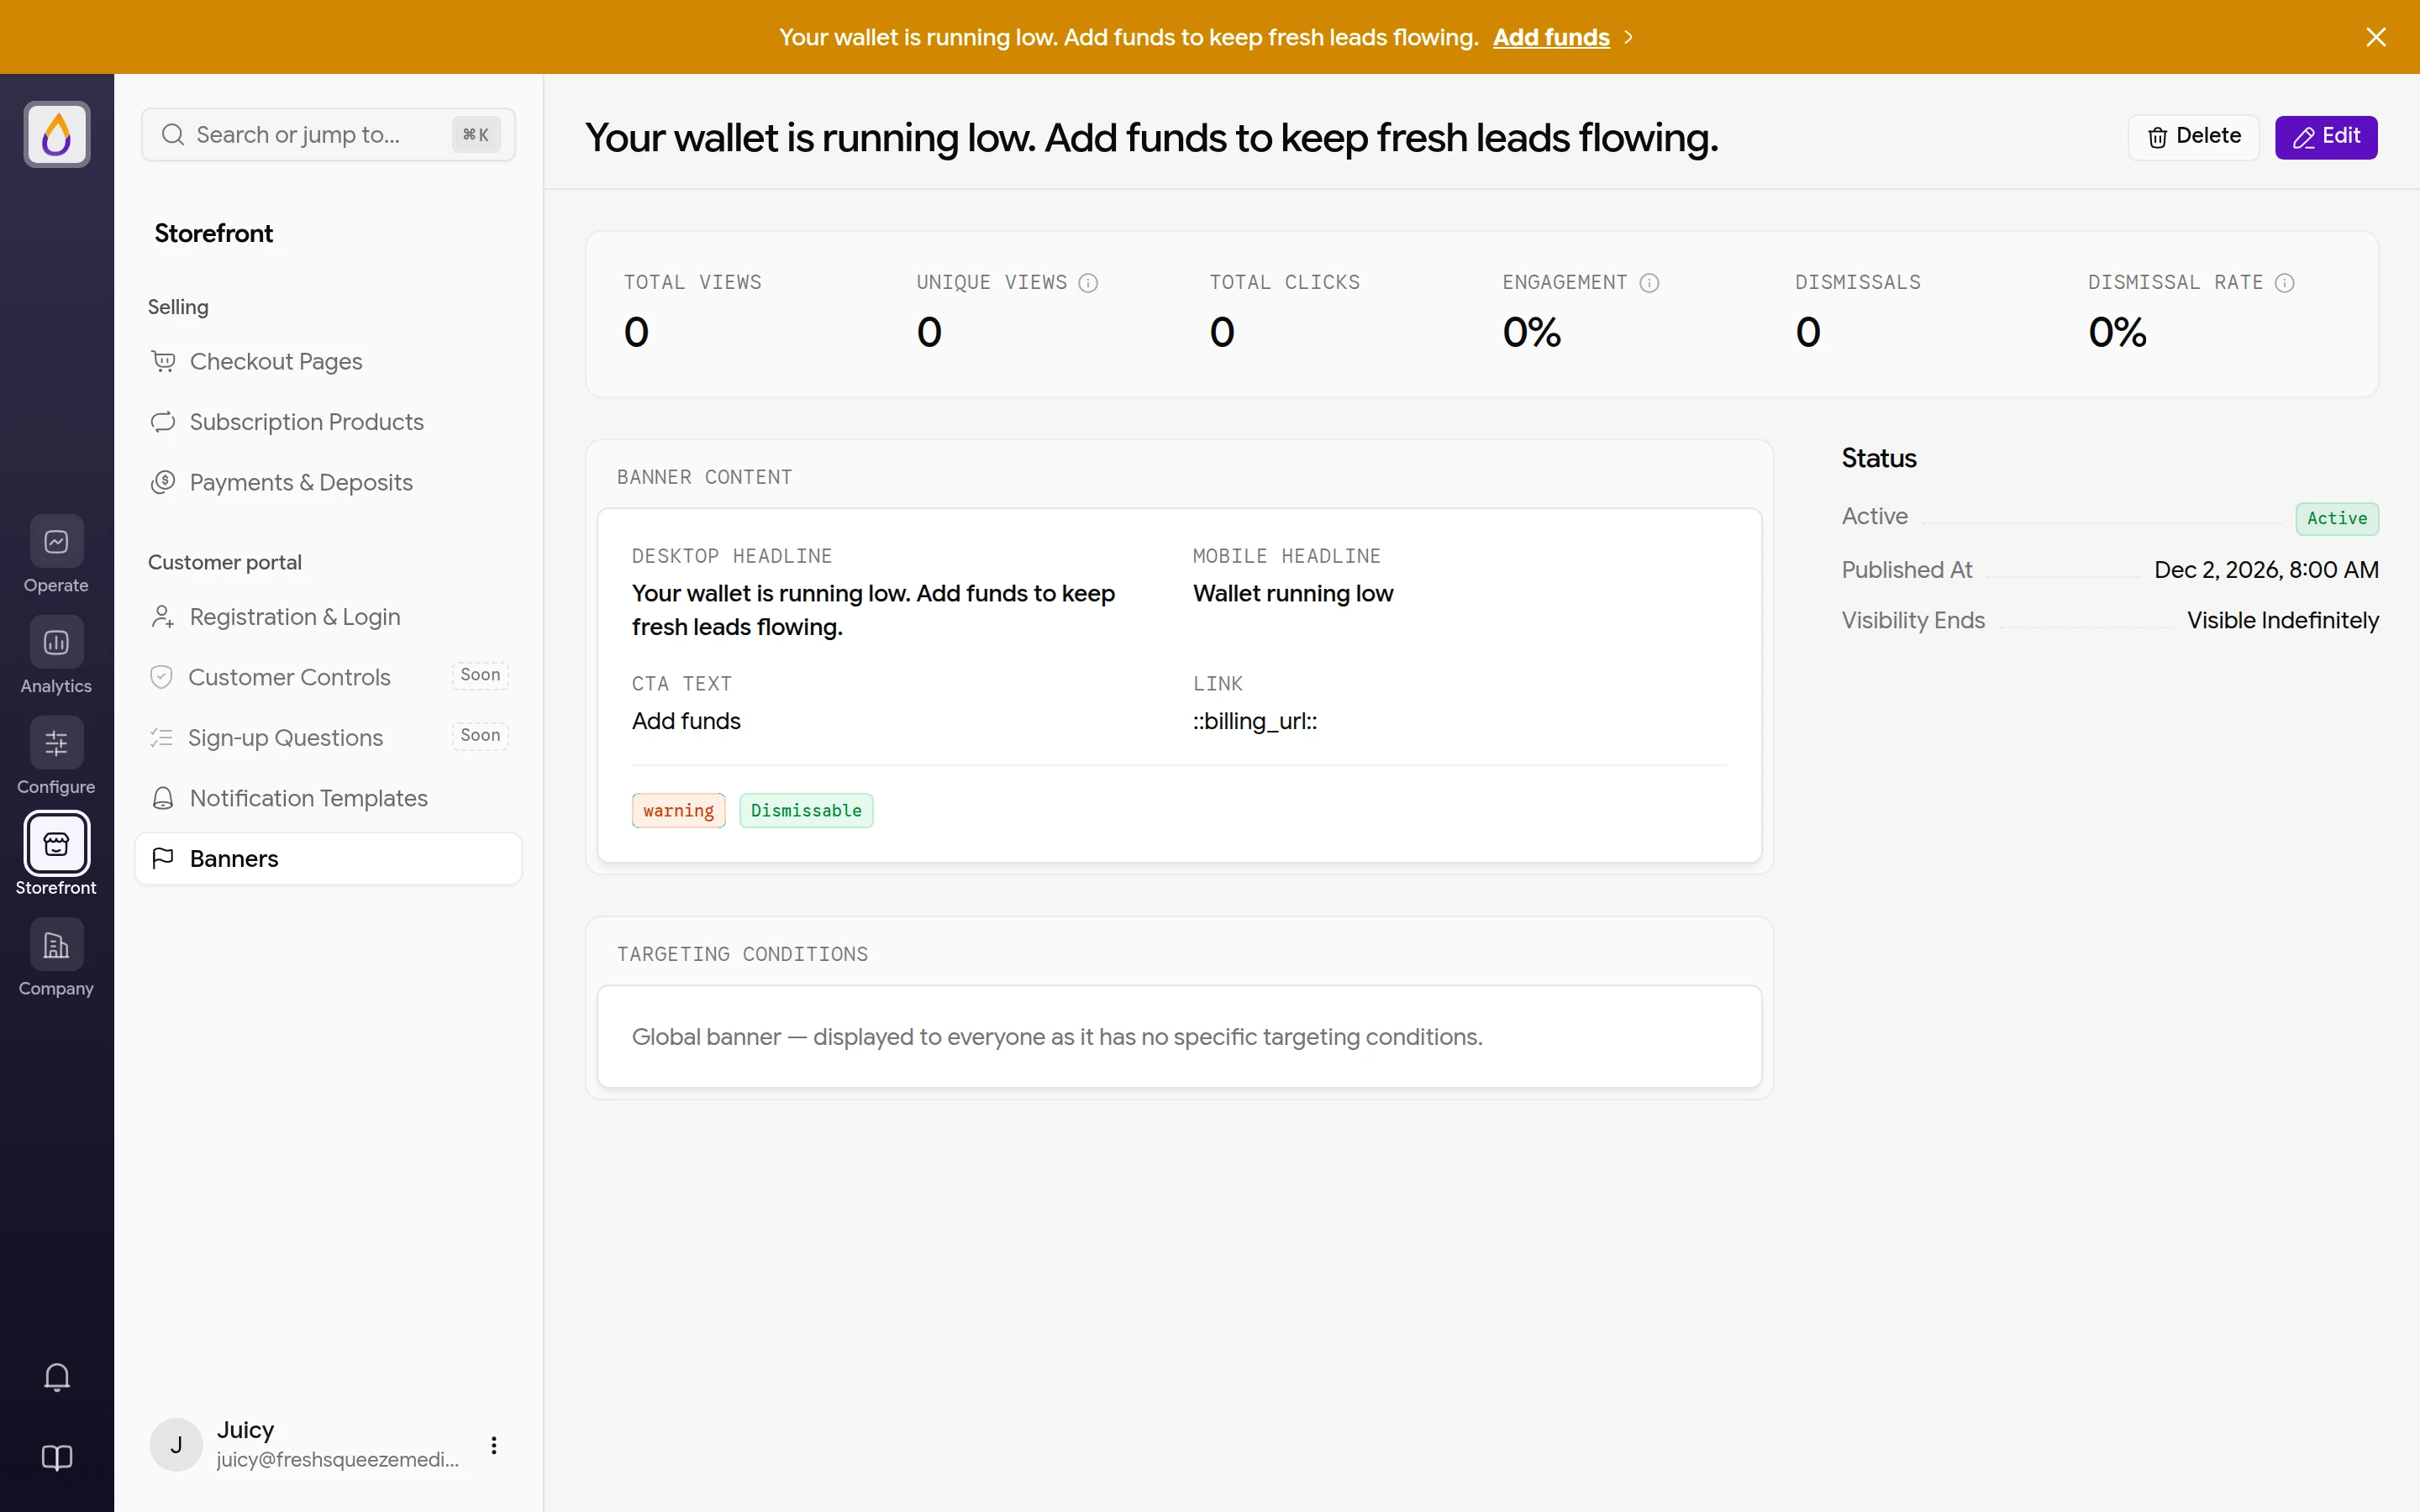 Your wallet is running low. Add funds to keep fresh leads flowing. Add funds
Search or jump to... ⌘K
Storefront
Selling
Checkout Pages
Subscription Products
Payments & Deposits
Customer portal
Registration & Login
Customer Controls Soon
Sign-up Questions Soon
Notification Templates
Banners
Operate
Analytics
Configure
Storefront
Company
J
Juicy
juicy@freshsqueezemedi...
Your wallet is running low. Add funds to keep fresh leads flowing.
Delete
Edit
TOTAL VIEWS
0
UNIQUE VIEWS
0
TOTAL CLICKS
0
ENGAGEMENT
0%
DISMISSALS
0
DISMISSAL RATE
0%
BANNER CONTENT
DESKTOP HEADLINE
Your wallet is running low. Add funds to keep
fresh leads flowing.
MOBILE HEADLINE
Wallet running low
CTA TEXT
Add funds
LINK
::billing_url::
warning
Dismissable
TARGETING CONDITIONS
Global banner — displayed to everyone as it has no specific targeting conditions.
Status
Active Active
Published At Dec 2, 2026, 8:00 AM
Visibility Ends Visible Indefinitely